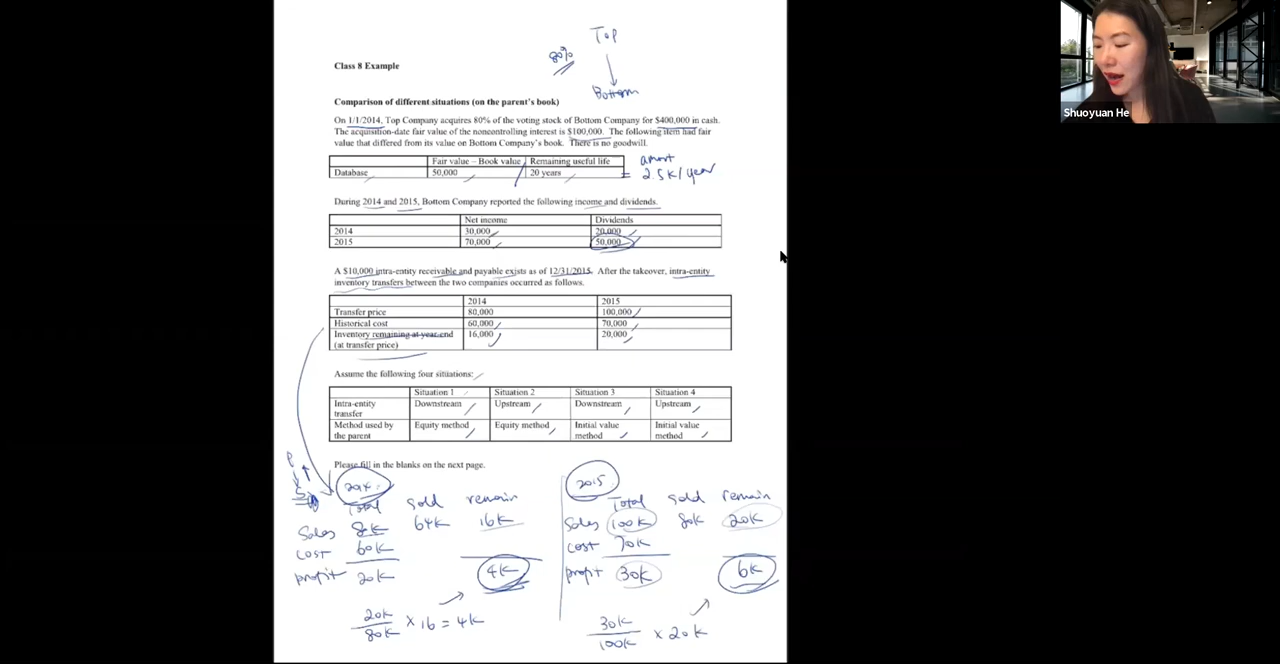 Top
80%
Bottom
Class 8 Example
Comparison of different situations (on the parent's book)
On 1/1/2014, Top Company acquires 80% of the voting stock of Bottom Company for $400,000 in cash.
The acquisition-date fair value of the noncontrolling interest is $100,000. The following item had fair
value that differed from its value on Bottom Company's book. There is no goodwill.
Fair value – Book value Remaining useful life
Database 50,000 20 years
amort
= 2.5K/year
During 2014 and 2015, Bottom Company reported the following income and dividends.
Net income Dividends
2014 30,000 20,000
2015 70,000 50,000
A $10,000 intra-entity receivable and payable exists as of 12/31/2015. After the takeover, intra-entity
inventory transfers between the two companies occurred as follows.
2014 2015
Transfer price 80,000 100,000
Historical cost 60,000 70,000
Inventory remaining at year-end 16,000 20,000
(at transfer price)
Assume the following four situations:
Situation 1 Situation 2 Situation 3 Situation 4
Intra-entity Downstream Upstream Downstream Upstream
transfer
Method used by Equity method Equity method Initial value Initial value
the parent method method
Please fill in the blanks on the next page.
P
2014
Total sold remain
Sales 80K 64K 16K
cost 60K
profit 20K 4K
20K
80K × 16 = 4K
2015
Total sold remain
Sales 100K 80K 20K
cost 70K
profit 30K 6K
30K
100K × 20K
Shuoyuan He